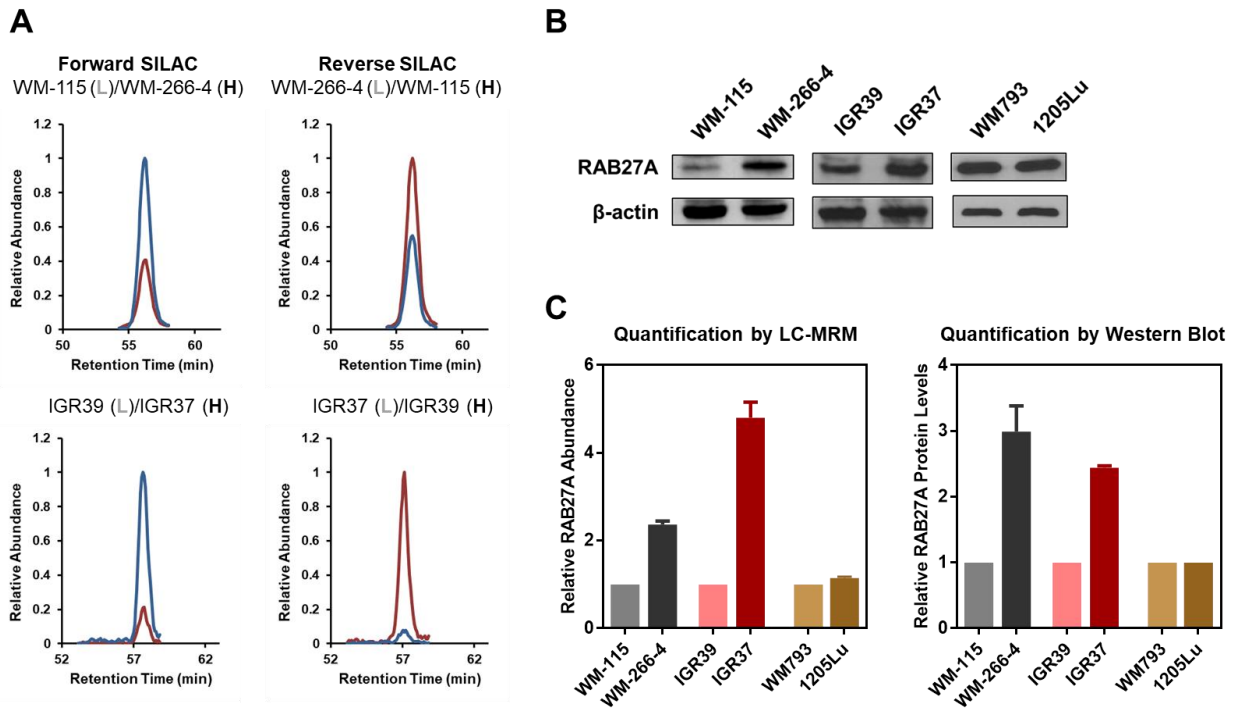 A
Forward SILAC
WM-115 (L)/WM-266-4 (H)
Relative Abundance
1.2
1
0.8
0.6
0.4
0.2
0
50
55
60
Retention Time (min)
Reverse SILAC
WM-266-4 (L)/WM-115 (H)
Relative Abundance
1.2
1
0.8
0.6
0.4
0.2
0
50
55
60
Retention Time (min)
IGR39 (L)/IGR37 (H)
Relative Abundance
1.2
1
0.8
0.6
0.4
0.2
0
52
57
62
Retention Time (min)
IGR37 (L)/IGR39 (H)
Relative Abundance
1.2
1
0.8
0.6
0.4
0.2
0
52
57
62
Retention Time (min)
B
WM-115
WM-266-4
IGR39
IGR37
WM793
1205Lu
RAB27A
β-actin
C
Quantification by LC-MRM
Relative RAB27A Abundance
6
4
2
0
WM-115
WM-266-4
IGR39
IGR37
WM793
1205Lu
Quantification by Western Blot
Relative RAB27A Protein Levels
4
3
2
1
0
WM-115
WM-266-4
IGR39
IGR37
WM793
1205Lu